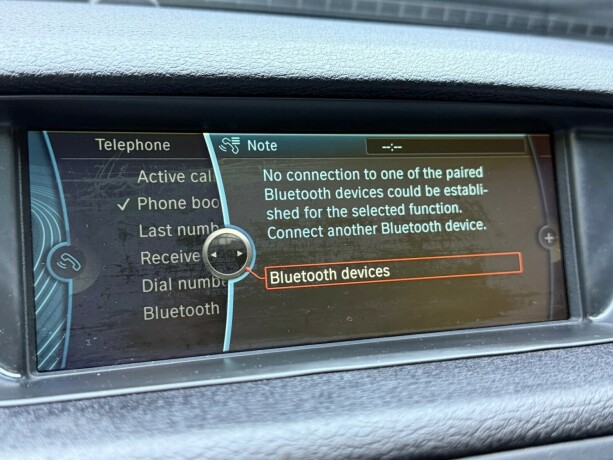 Telephone
Active cal
Phone boo
Last numb
Receive
Dial numb
Bluetooth
Note
--:--
No connection to one of the paired
Bluetooth devices could be establi-
shed for the selected function.
Connect another Bluetooth device.
Bluetooth devices